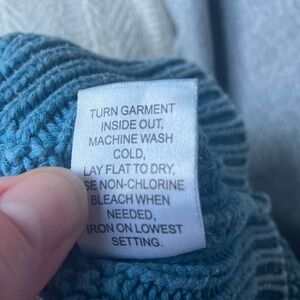 TURN GARMENT
INSIDE OUT,
MACHINE WASH
COLD,
LAY FLAT TO DRY,
SE NON-CHLORINE
BLEACH WHEN
NEEDED,
IRON ON LOWEST
SETTING.